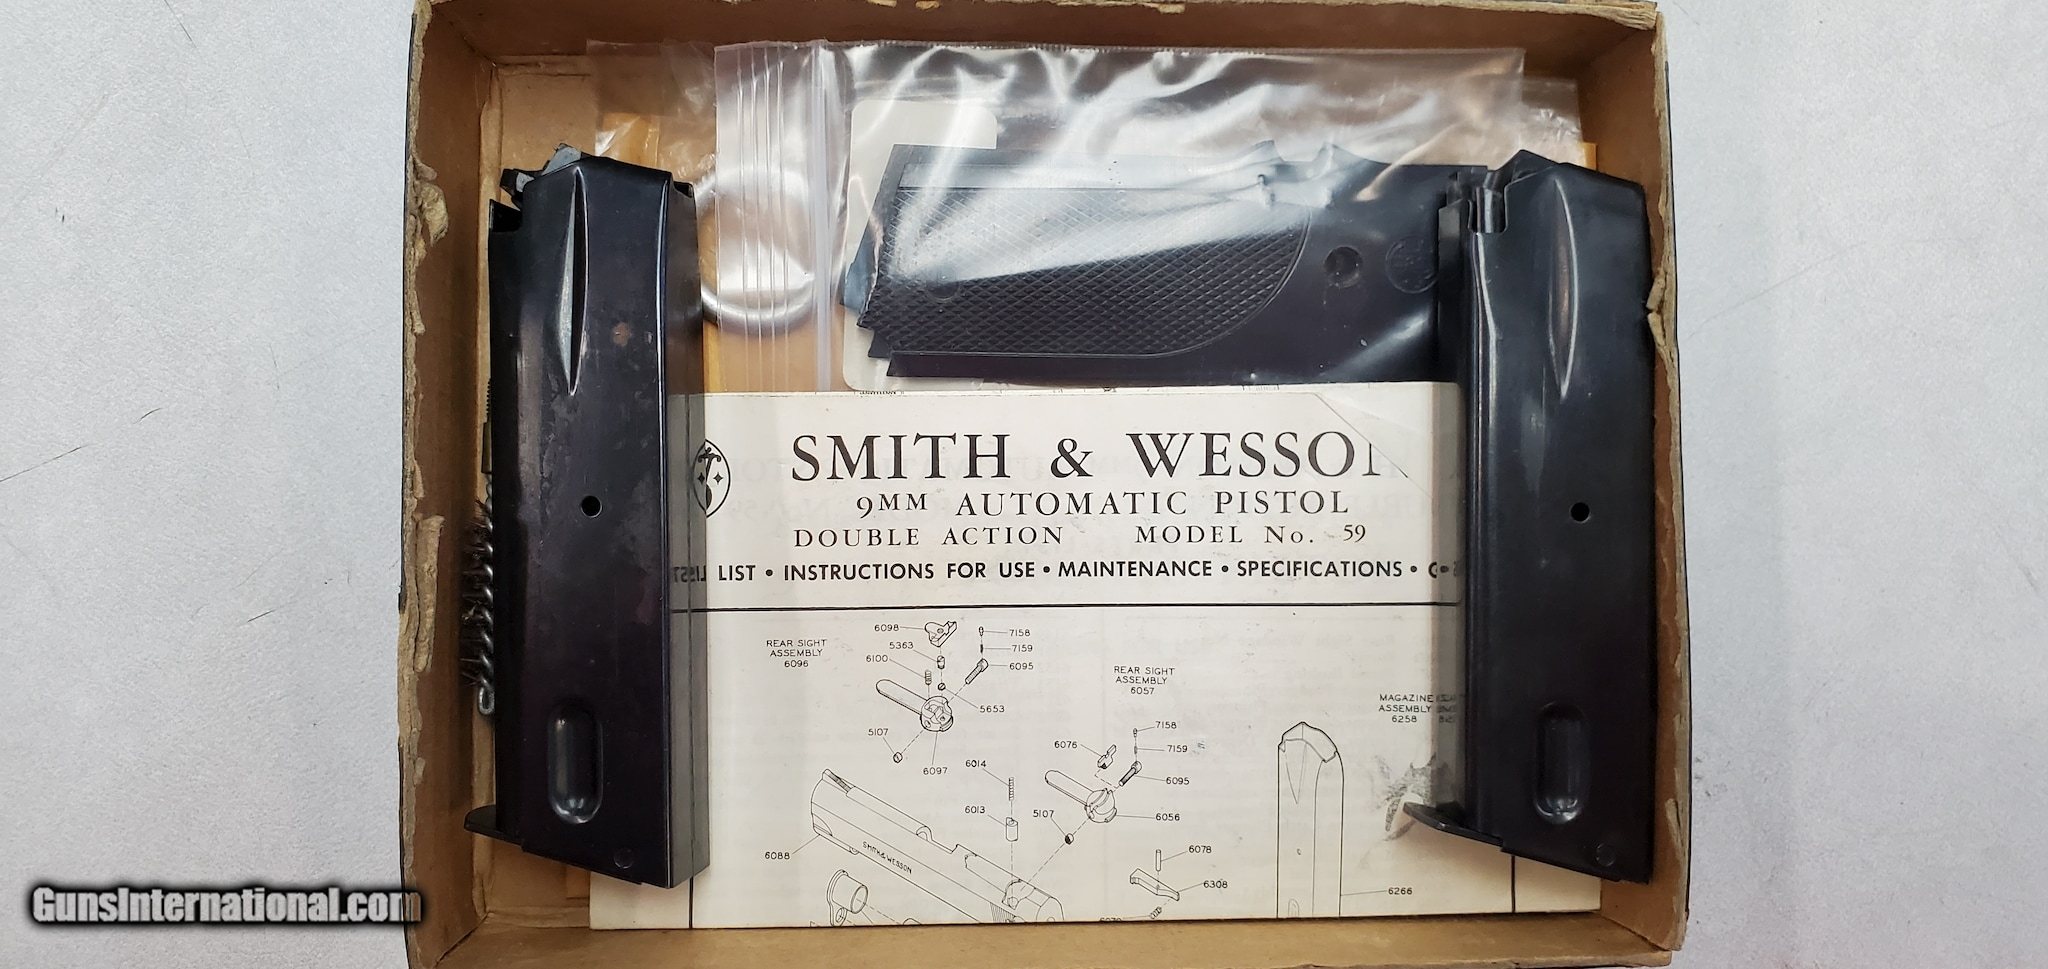 SMITH & WESSON
9MM AUTOMATIC PISTOL
DOUBLE ACTION MODEL No. 59
LIST • INSTRUCTIONS FOR USE • MAINTENANCE • SPECIFICATIONS •
REAR SIGHT
ASSEMBLY
6096
6098
5363
6100
7158
7159
6095
5653
5107
6097
REAR SIGHT
ASSEMBLY
6057
7158
7159
6076
6095
5107
6056
MAGAZINE
ASSEMBLY
6258
6014
6013
6088
SMITH & WESSON
6078
6308
6266
GunsInternational.com